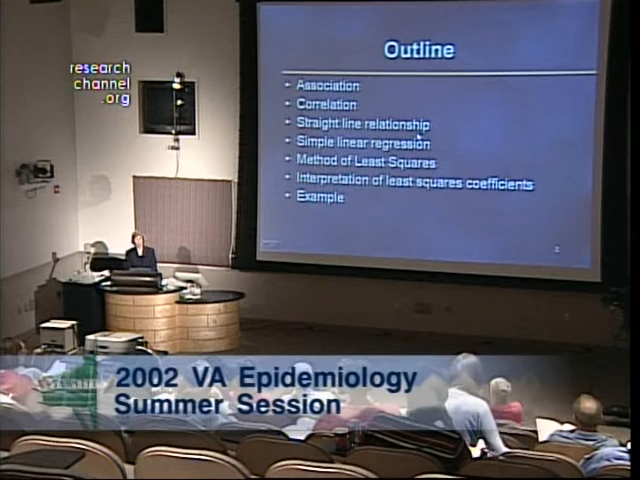 research
channel
.org
Outline
• Association
• Correlation
• Straight line relationship
• Simple linear regression
• Method of Least Squares
• Interpretation of least squares coefficients
• Example
2002 VA Epidemiology
Summer Session